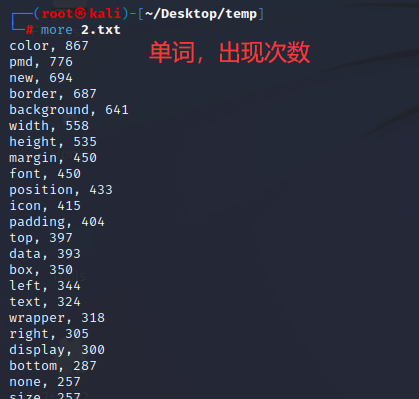 ┌──(root㉿kali)-[~/Desktop/temp]
└─# more 2.txt
单词，出现次数
color, 867
pmd, 776
new, 694
border, 687
background, 641
width, 558
height, 535
margin, 450
font, 450
position, 433
icon, 415
padding, 404
top, 397
data, 393
box, 350
left, 344
text, 324
wrapper, 318
right, 305
display, 300
bottom, 287
none, 257
size, 257